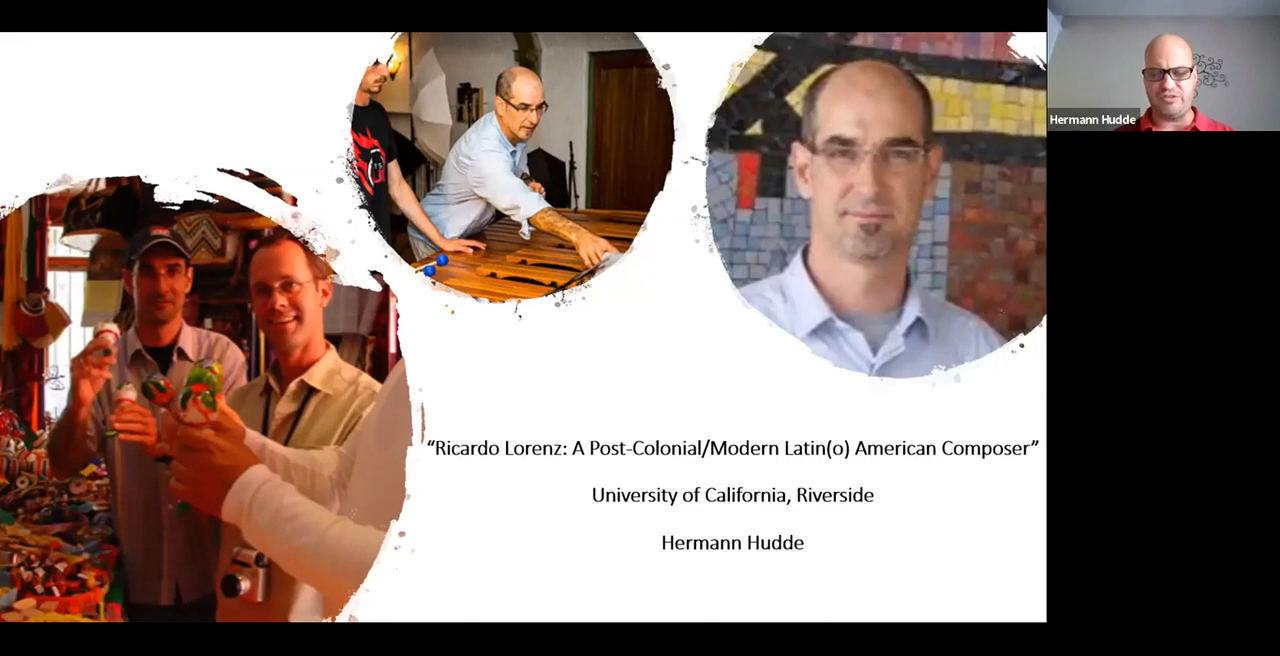 Hermann Hudde
“Ricardo Lorenz: A Post-Colonial/Modern Latin(o) American Composer”
University of California, Riverside
Hermann Hudde